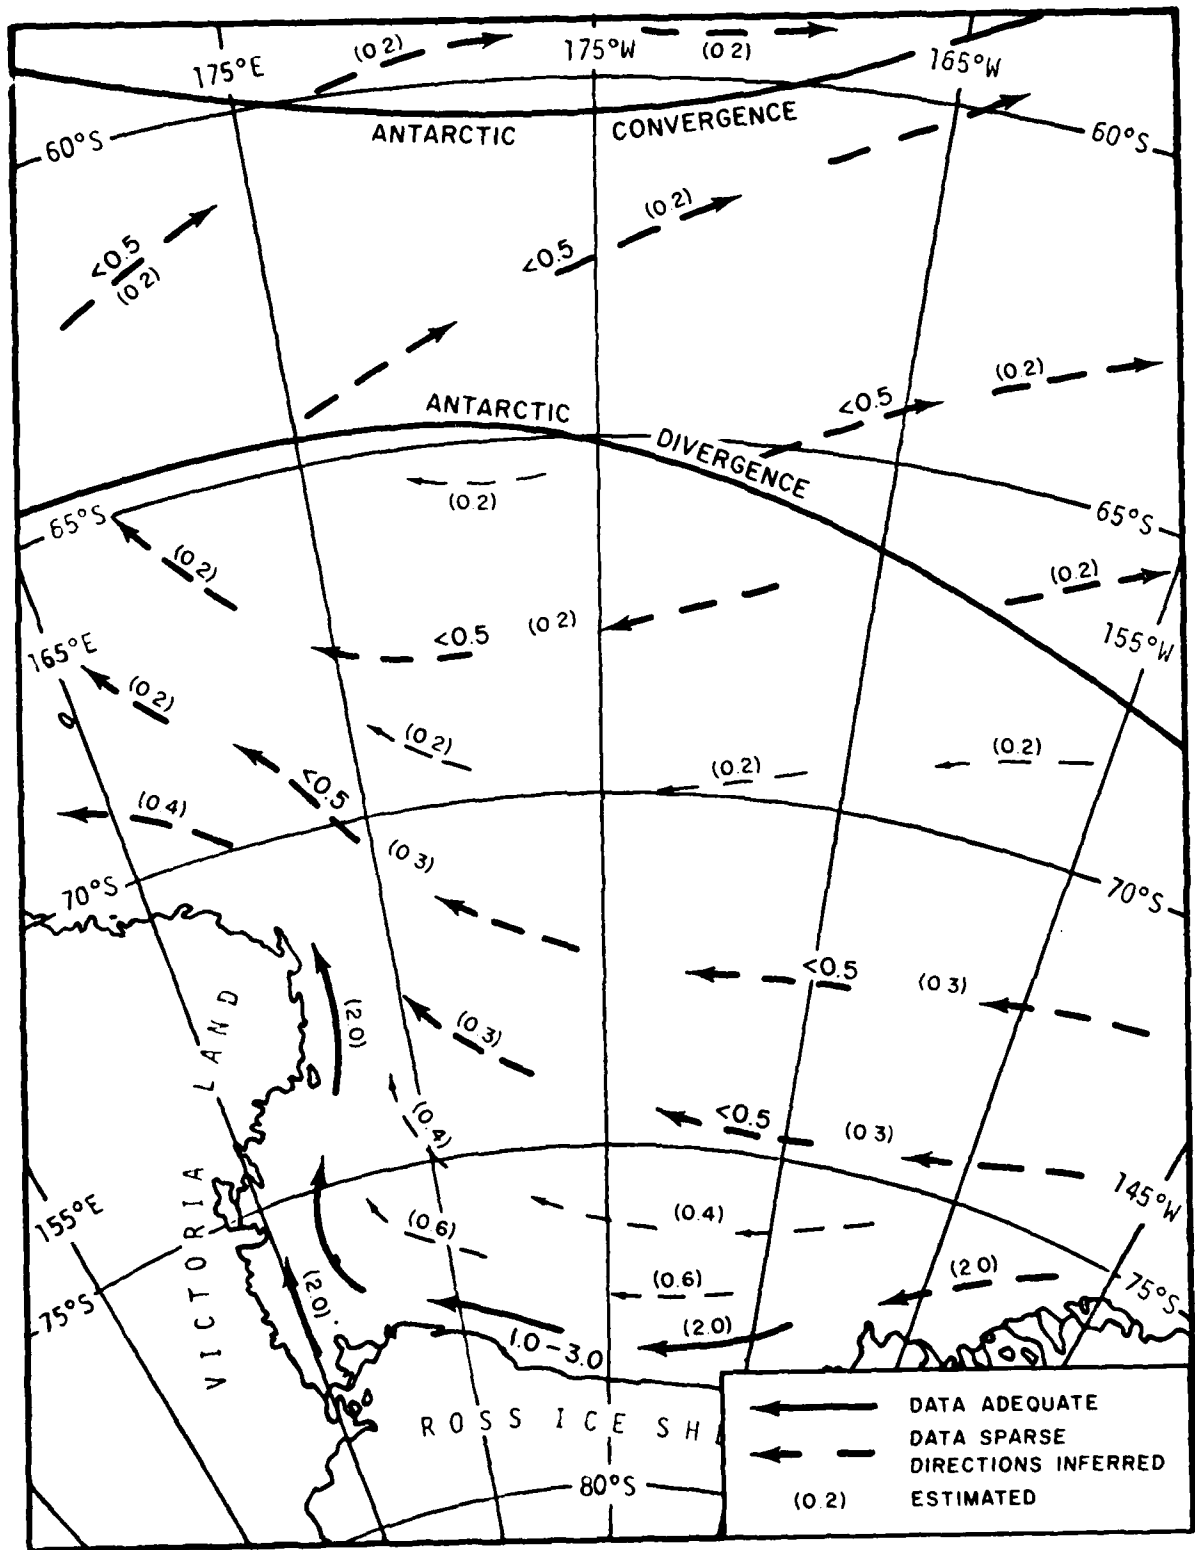 (0.2)
175°W
(0.2)
175°E
165°W
ANTARCTIC CONVERGENCE
60°S
60°S
(0.2)
<0.5
(0.2)
<0.5
(0.2)
<0.5
ANTARCTIC
DIVERGENCE
(0.2)
65°S
65°S
(0.2)
(0.2)
<0.5
(0.2)
155°W
165°E
(0.2)
(0.2)
(0.2)
(0.2)
<0.5
(0.4)
(0.3)
70°S
70°S
<0.5
(0.3)
(2.0)
(0.3)
<0.5
(0.3)
(0.4)
145°W
155°E
(0.4)
(0.6)
(2.0)
75°S
75°S
(0.6)
(2.0)
(2.0)
1.0-3.0
VICTORIA LAND
ROSS ICE SH
80°S
DATA ADEQUATE
DATA SPARSE
DIRECTIONS INFERRED
(0.2) ESTIMATED